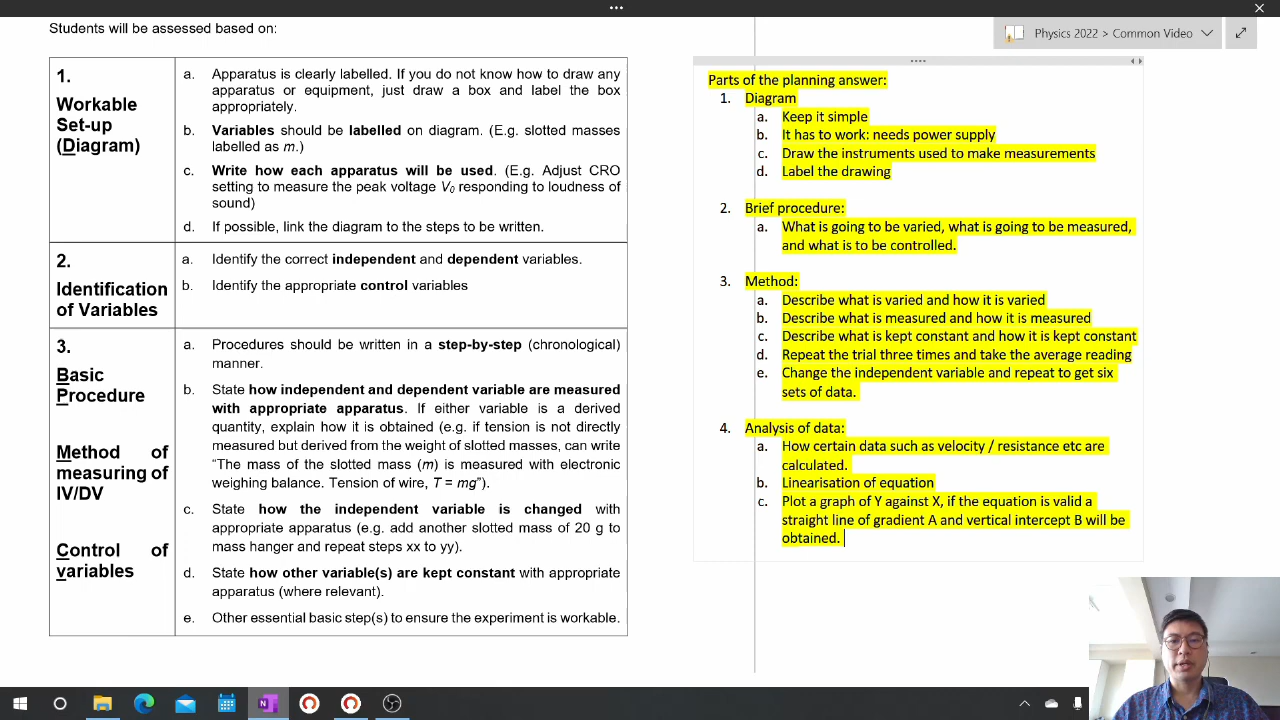 Students will be assessed based on:
Physics 2022 > Common Video
1.
Workable
Set-up
(Diagram)
a. Apparatus is clearly labelled. If you do not know how to draw any
apparatus or equipment, just draw a box and label the box
appropriately.
b. Variables should be labelled on diagram. (E.g. slotted masses
labelled as m.)
c. Write how each apparatus will be used. (E.g. Adjust CRO
setting to measure the peak voltage V0 responding to loudness of
sound)
d. If possible, link the diagram to the steps to be written.
2.
Identification
of Variables
a. Identify the correct independent and dependent variables.
b. Identify the appropriate control variables
3.
Basic
Procedure
Method of
measuring of
IV/DV
Control of
variables
a. Procedures should be written in a step-by-step (chronological)
manner.
b. State how independent and dependent variable are measured
with appropriate apparatus. If either variable is a derived
quantity, explain how it is obtained (e.g. if tension is not directly
measured but derived from the weight of slotted masses, can write
“The mass of the slotted mass (m) is measured with electronic
weighing balance. Tension of wire, T = mg”).
c. State how the independent variable is changed with
appropriate apparatus (e.g. add another slotted mass of 20 g to
mass hanger and repeat steps xx to yy).
d. State how other variable(s) are kept constant with appropriate
apparatus (where relevant).
e. Other essential basic step(s) to ensure the experiment is workable.
Parts of the planning answer:
1. Diagram
a. Keep it simple
b. It has to work: needs power supply
c. Draw the instruments used to make measurements
d. Label the drawing
2. Brief procedure:
a. What is going to be varied, what is going to be measured,
and what is to be controlled.
3. Method:
a. Describe what is varied and how it is varied
b. Describe what is measured and how it is measured
c. Describe what is kept constant and how it is kept constant
d. Repeat the trial three times and take the average reading
e. Change the independent variable and repeat to get six
sets of data.
4. Analysis of data:
a. How certain data such as velocity / resistance etc are
calculated.
b. Linearisation of equation
c. Plot a graph of Y against X, if the equation is valid a
straight line of gradient A and vertical intercept B will be
obtained.